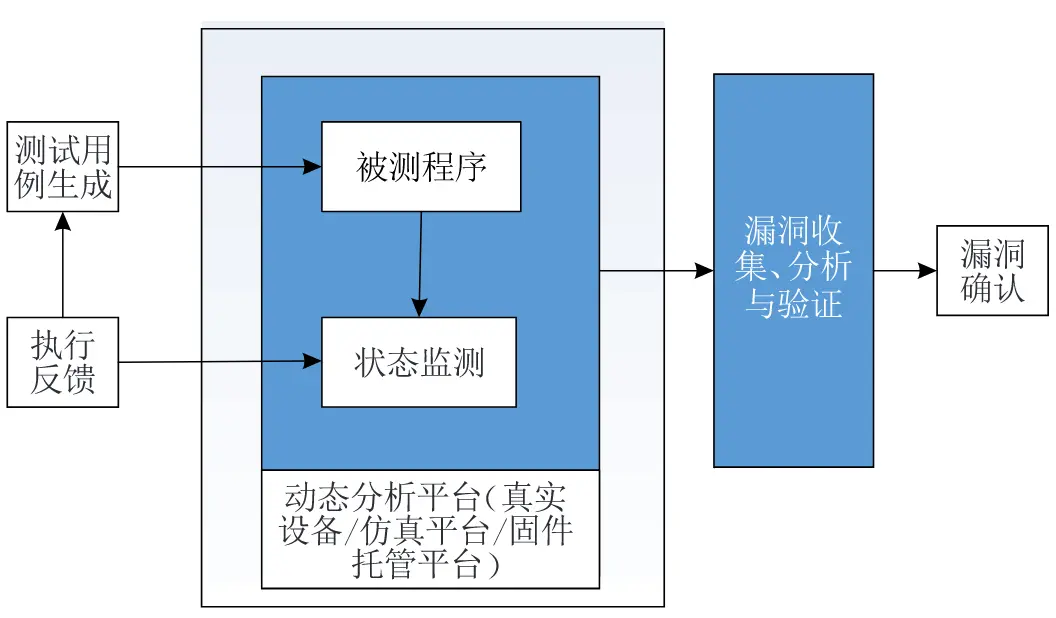 测试用
例生成
被测程序
执行
反馈
状态监测
动态分析平台(真实
设备/仿真平台/固件
托管平台)
漏洞收
集、分析
与验证
漏洞
确认